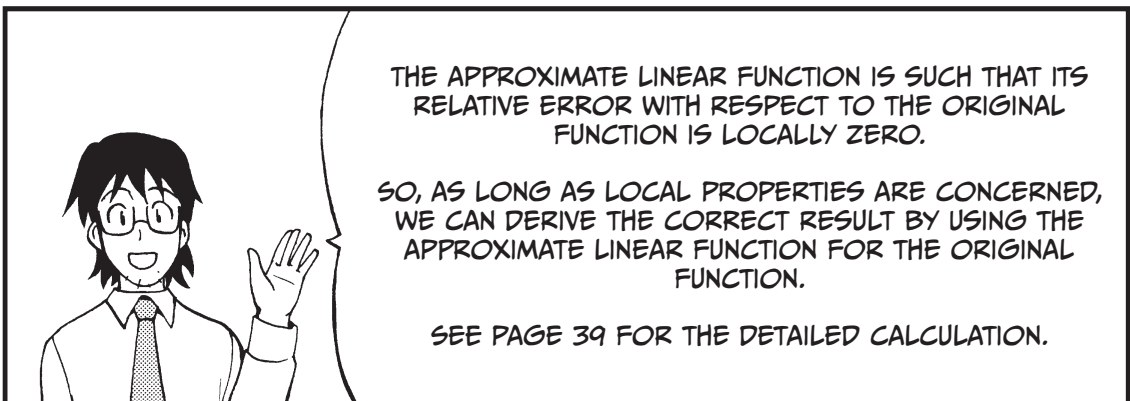 THE APPROXIMATE LINEAR FUNCTION IS SUCH THAT ITS
RELATIVE ERROR WITH RESPECT TO THE ORIGINAL
FUNCTION IS LOCALLY ZERO.
SO, AS LONG AS LOCAL PROPERTIES ARE CONCERNED,
WE CAN DERIVE THE CORRECT RESULT BY USING THE
APPROXIMATE LINEAR FUNCTION FOR THE ORIGINAL
FUNCTION.
SEE PAGE 39 FOR THE DETAILED CALCULATION.